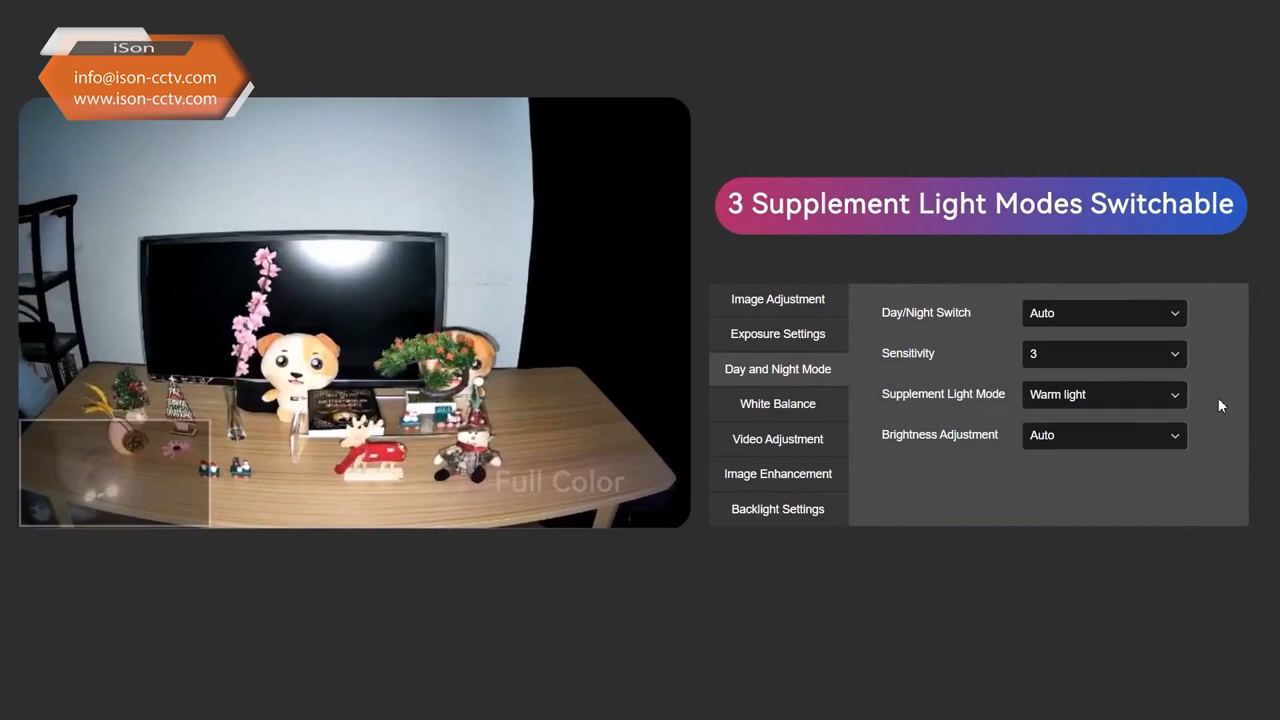 iSon
info@ison-cctv.com
www.ison-cctv.com
3 Supplement Light Modes Switchable
Image Adjustment
Exposure Settings
Day and Night Mode
White Balance
Video Adjustment
Image Enhancement
Backlight Settings
Day/Night Switch
Auto
Sensitivity
3
Supplement Light Mode
Warm light
Brightness Adjustment
Auto
Full Color